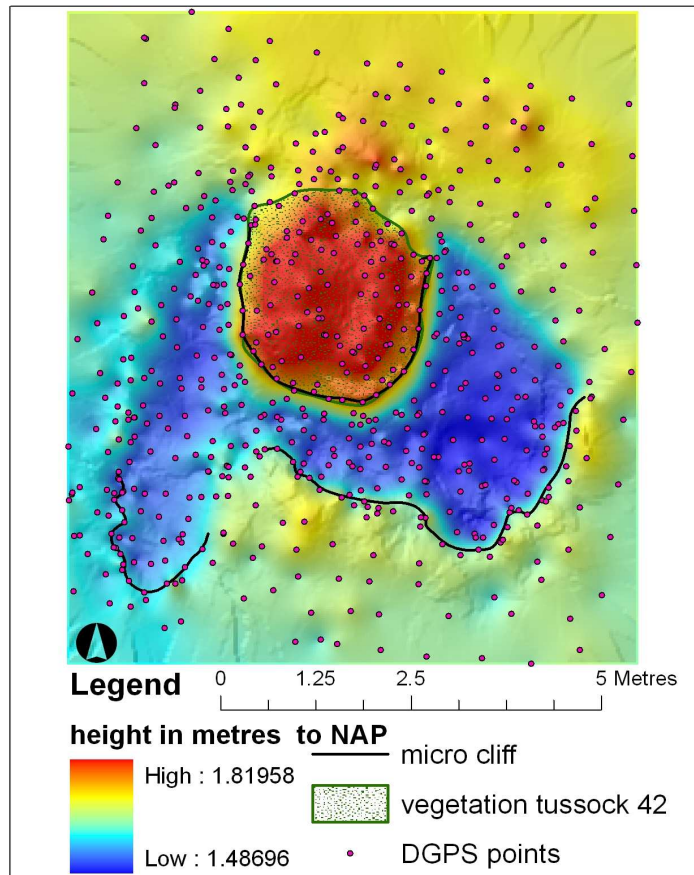 Legend
0 1.25 2.5 5 Metres
height in metres to NAP
High : 1.81958
Low : 1.48696
micro cliff
vegetation tussock 42
DGPS points